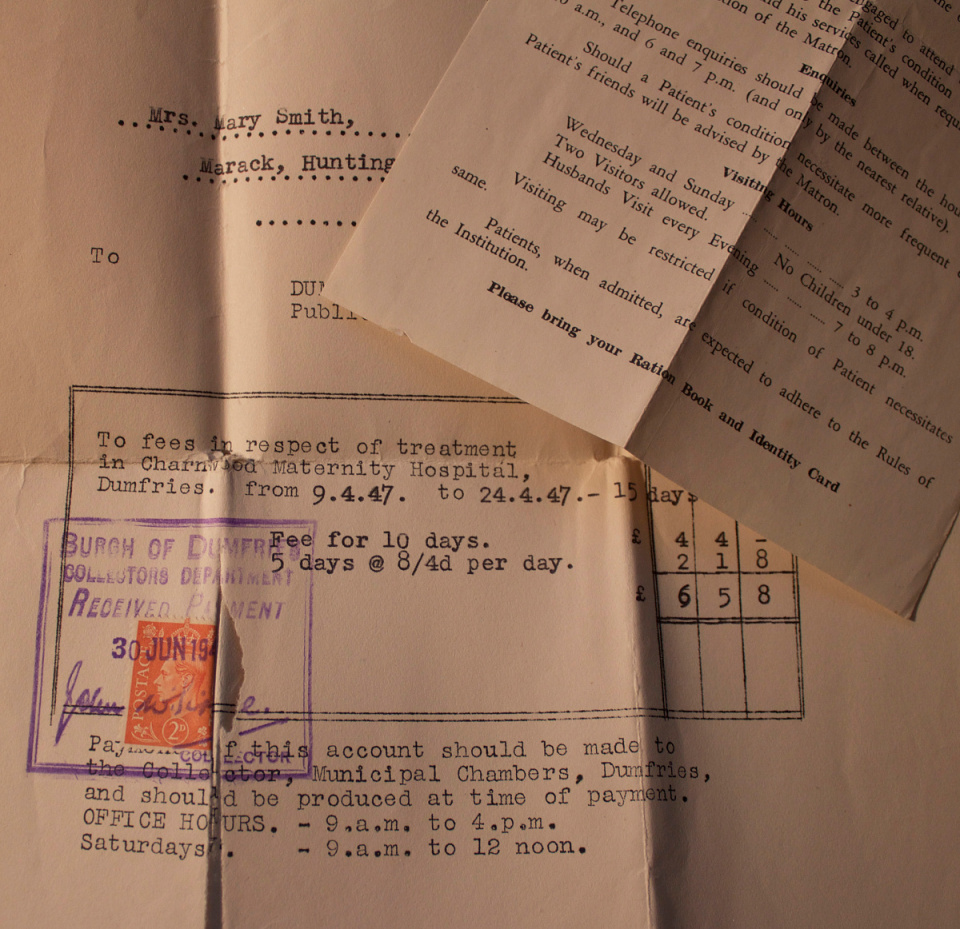 Mrs. Mary Smith,
Marack, Hunting
To
DU
Publi
To fees in respect of treatment
in Charnwood Maternity Hospital,
Dumfries. from 9.4.47. to 24.4.47.- 15 days
Fee for 10 days. £ 4 4 -
5 days @ 8/4d per day. 2 1 8
£ 6 5 8
BURGH OF DUMFRIES
COLLECTORS DEPARTMENT
RECEIVED PAYMENT
30 JUN 194
POSTAG
2D
COLLECTOR
Pay f this account should be made to
the Collector, Municipal Chambers, Dumfries,
and should be produced at time of payment.
OFFICE HOURS. - 9.a.m. to 4.p.m.
Saturdays. - 9.a.m. to 12 noon.
engaged to attend
and his services called when requ
the Patient's condition
ion of the Matron.
Enquiries
Telephone enquiries should be made between the hou
a.m., and 6 and 7 p.m. (and only by the nearest relative).
Should a Patient's condition necessitate more frequent
Patient's friends will be advised by the Matron.
Visiting Hours
Wednesday and Sunday .... ...... ...... 3 to 4 p.m.
Two Visitors allowed. No Children under 18.
Husbands Visit every Evening ...... ...... 7 to 8 p.m.
Visiting may be restricted if condition of Patient necessitates
same.
Patients, when admitted, are expected to adhere to the Rules of
the Institution.
Please bring your Ration Book and Identity Card